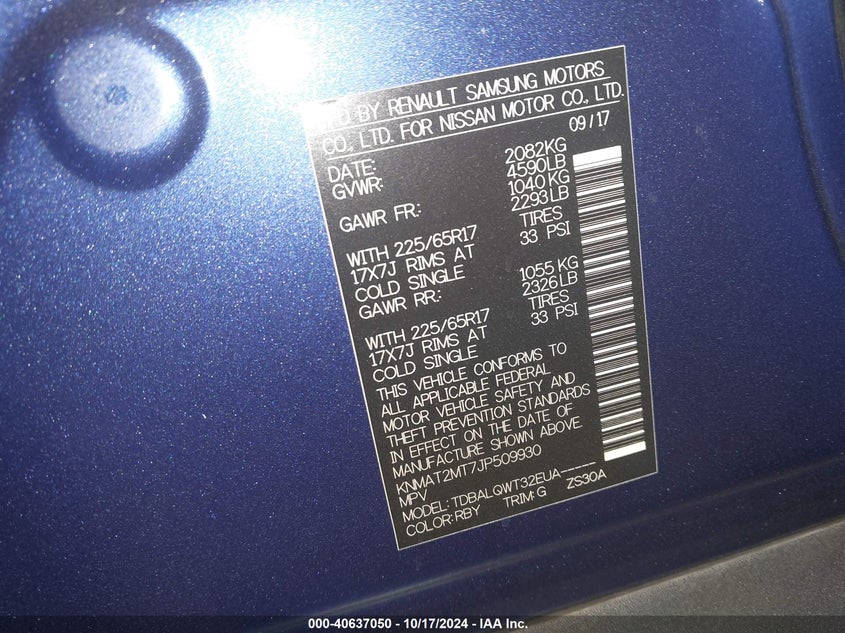 BY RENAULT SAMSUNG MOTORS
CO., LTD. FOR NISSAN MOTOR CO., LTD.
DATE: 09/17
GVWR: 2082KG
4590LB
GAWR FR.: 1040KG
2293LB
WITH 225/65R17 TIRES
17X7J RIMS AT 33 PSI
COLD SINGLE
GAWR RR.: 1055KG
2326LB
WITH 225/65R17 TIRES
17X7J RIMS AT 33 PSI
COLD SINGLE
THIS VEHICLE CONFORMS TO
ALL APPLICABLE FEDERAL
MOTOR VEHICLE SAFETY AND
THEFT PREVENTION STANDARDS
IN EFFECT ON THE DATE OF
MANUFACTURE SHOWN ABOVE.
KNMAT2MT7JP509930
MPV
MODEL: TDBALQWT32EUA-----
COLOR:RBY TRIM:G ZS30A
000-40637050 - 10/17/2024 - IAA Inc.